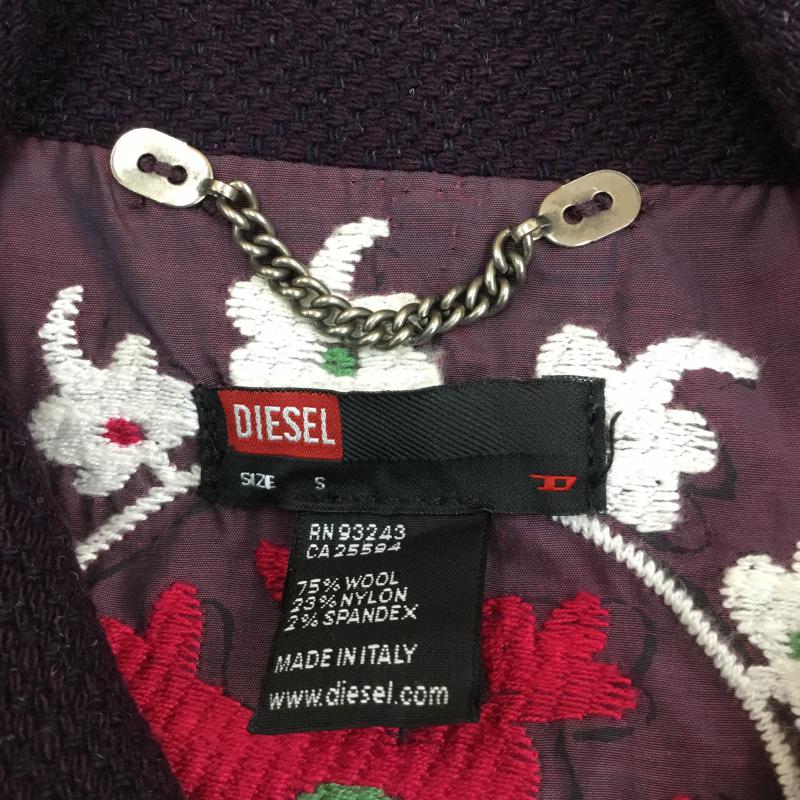 DIESEL
SIZE S
RN 93243
CA 25594
75% WOOL
23% NYLON
2% SPANDEX
MADE IN ITALY
www.diesel.com